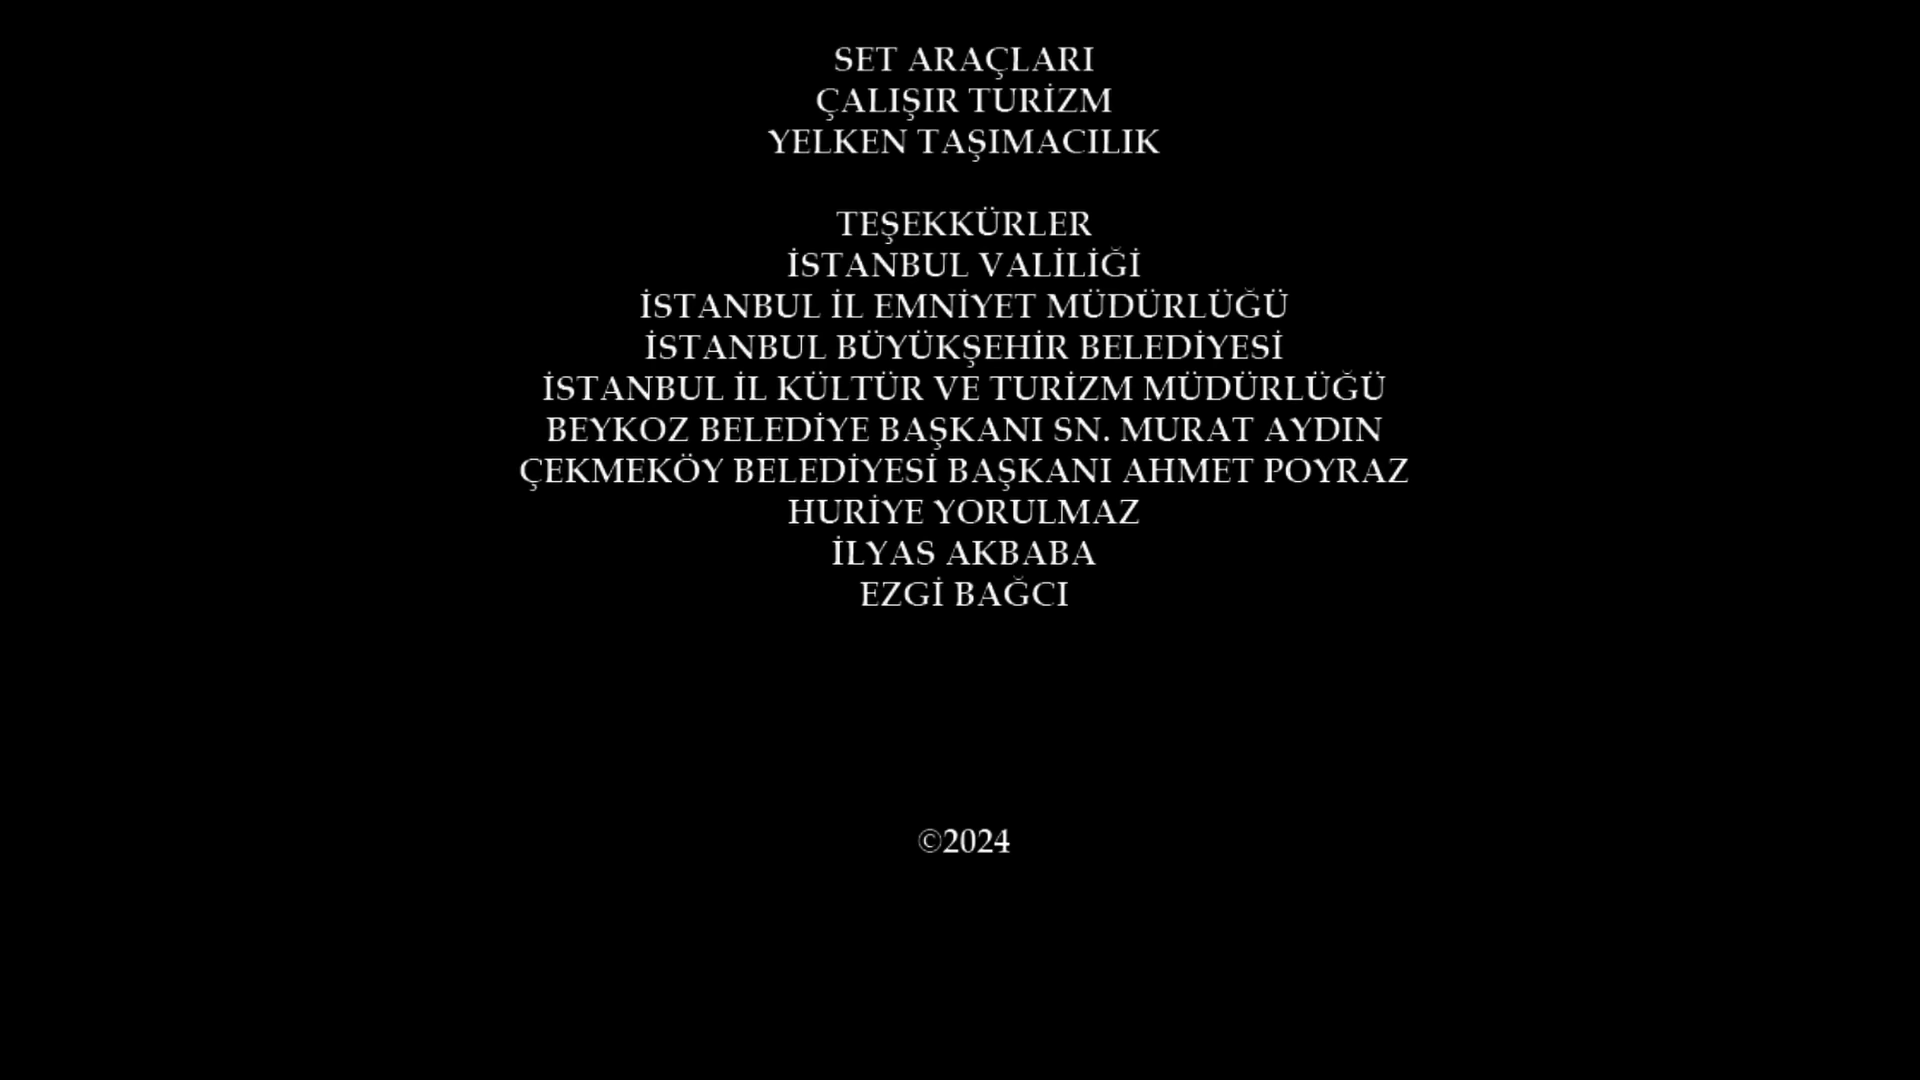 SET ARAÇLARI
ÇALIŞIR TURİZM
YELKEN TAŞIMACILIK
TEŞEKKÜRLER
İSTANBUL VALİLİĞİ
İSTANBUL İL EMNİYET MÜDÜRLÜĞÜ
İSTANBUL BÜYÜKŞEHİR BELEDİYESİ
İSTANBUL İL KÜLTÜR VE TURİZM MÜDÜRLÜĞÜ
BEYKOZ BELEDİYE BAŞKANI SN. MURAT AYDIN
ÇEKMEKÖY BELEDİYESİ BAŞKANI AHMET POYRAZ
HURİYE YORULMAZ
İLYAS AKBABA
EZGİ BAĞCI
©2024